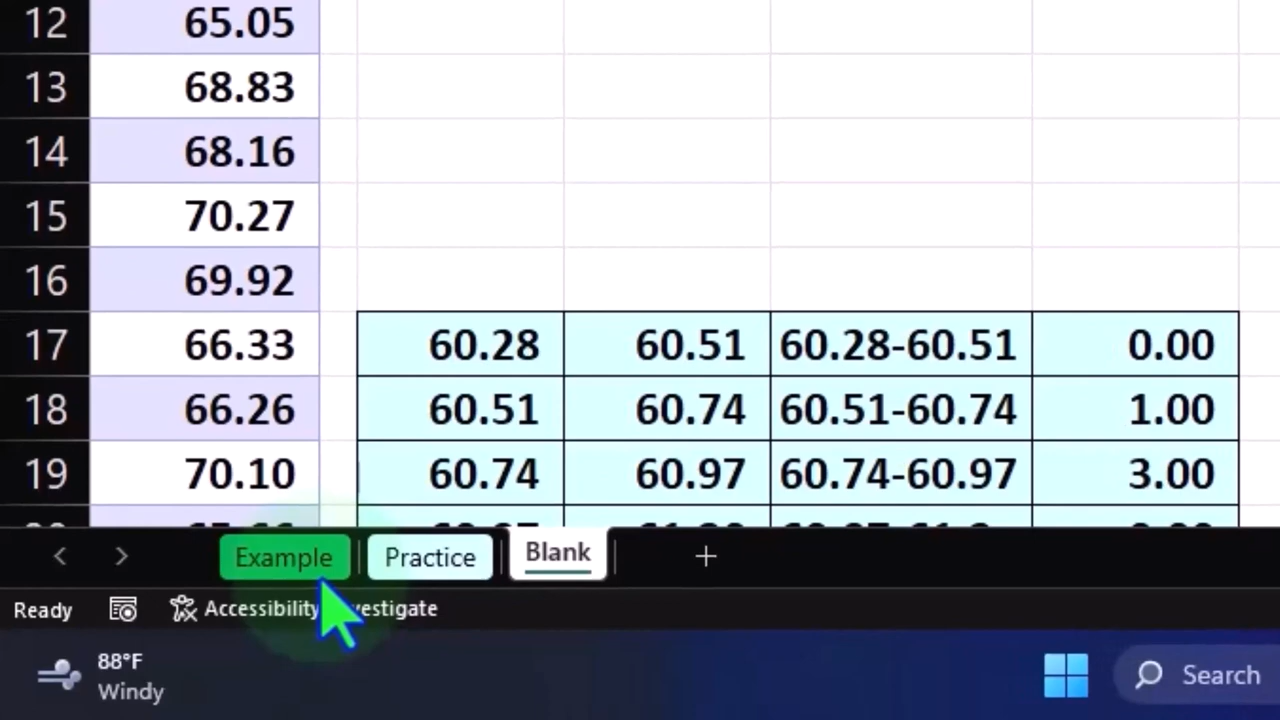 12 65.05
13 68.83
14 68.16
15 70.27
16 69.92
17 66.33 60.28 60.51 60.28-60.51 0.00
18 66.26 60.51 60.74 60.51-60.74 1.00
19 70.10 60.74 60.97 60.74-60.97 3.00
Example Practice Blank
Ready Accessibility
88°F
Windy
Search